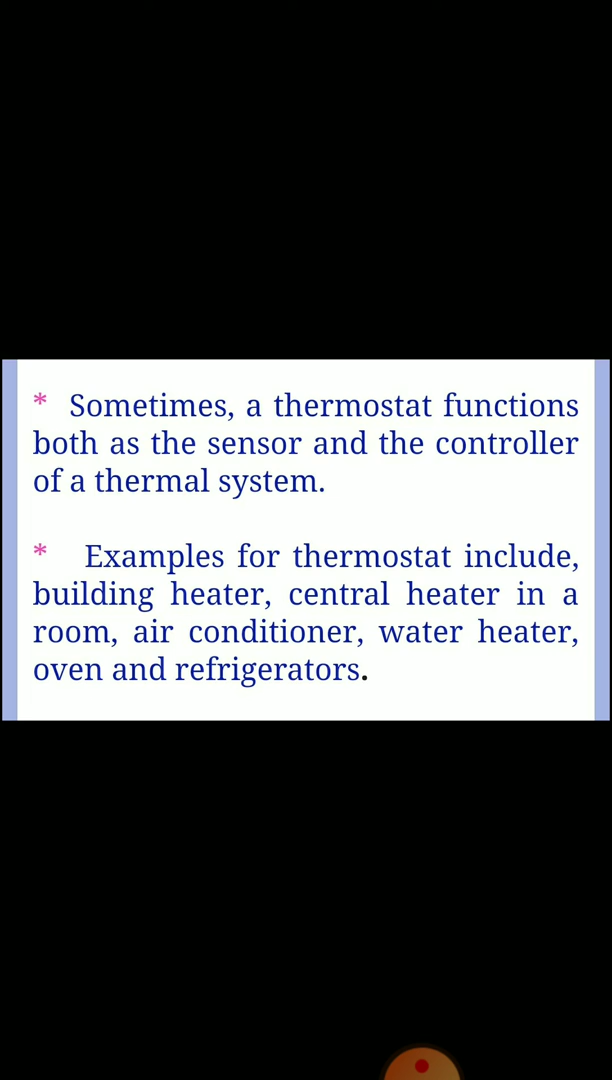 * Sometimes, a thermostat functions
both as the sensor and the controller
of a thermal system.
* Examples for thermostat include,
building heater, central heater in a
room, air conditioner, water heater,
oven and refrigerators.